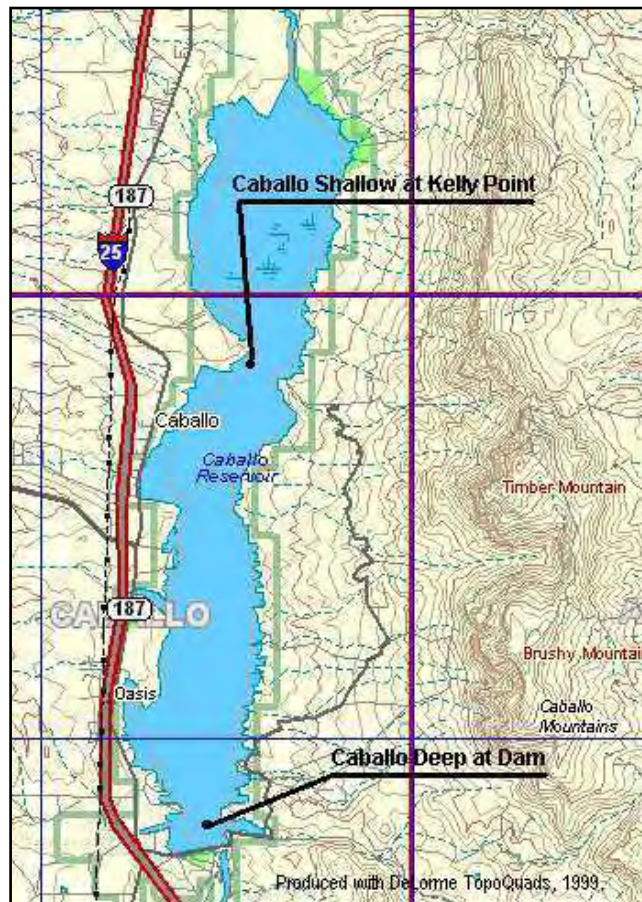 187
Caballo Shallow at Kelly Point
25
Caballo
Caballo
Reservoir
Timber Mountain
187
CABALLO
Brushy Mountai
Oasis
Caballo
Mountains
Caballo Deep at Dam
Produced with DeLorme TopoQuads, 1999.